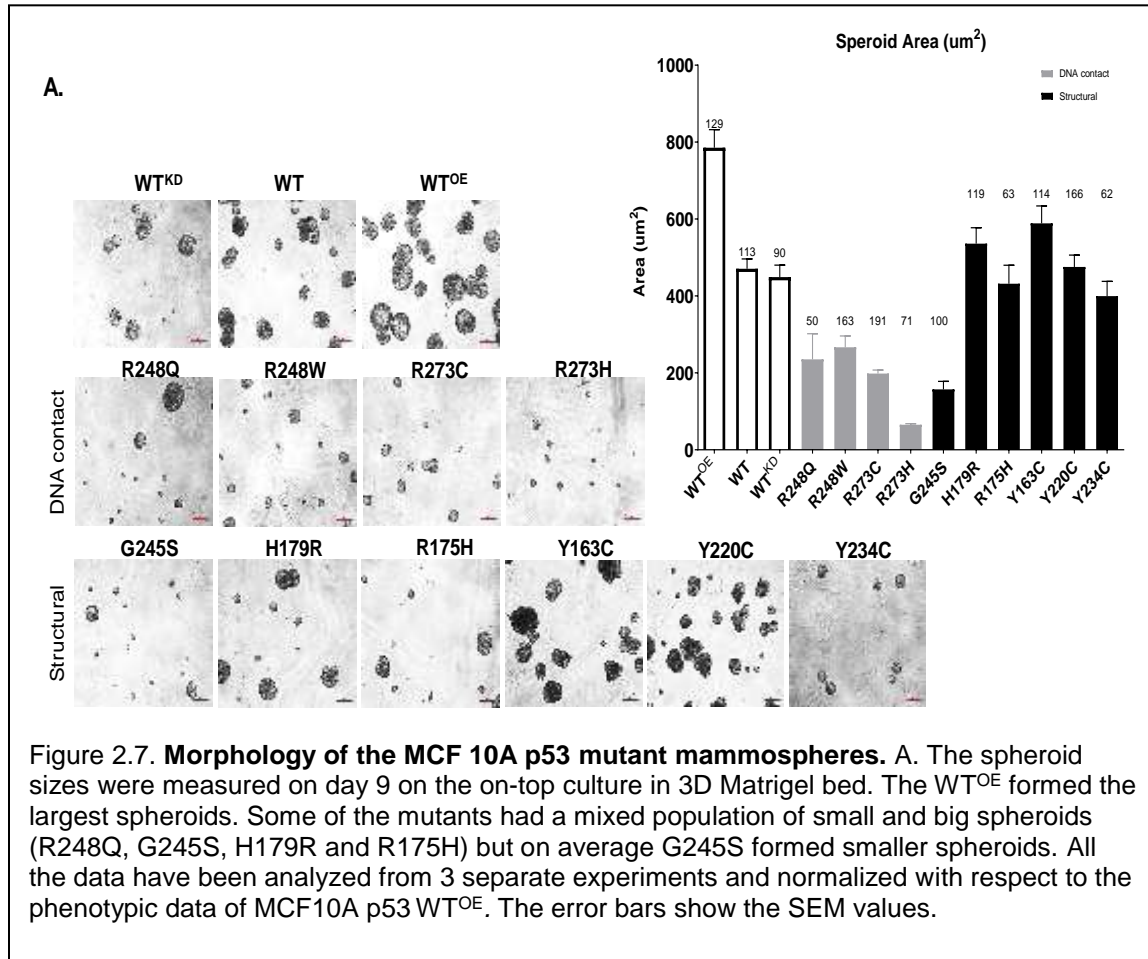 A.
WTKD WT WTOE
R248Q R248W R273C R273H
DNA contact
G245S H179R R175H Y163C Y220C Y234C
Structural
Speroid Area (um2)
DNA contact
Structural
Area (um2)
1000
800
600
400
200
0
129 113 90 50 163 191 71 100 119 63 114 166 62
WTOE WT WTKD R248Q R248W R273C R273H G245S H179R R175H Y163C Y220C Y234C
Figure 2.7. Morphology of the MCF 10A p53 mutant mammospheres. A. The spheroid
sizes were measured on day 9 on the on-top culture in 3D Matrigel bed. The WTOE formed the
largest spheroids. Some of the mutants had a mixed population of small and big spheroids
(R248Q, G245S, H179R and R175H) but on average G245S formed smaller spheroids. All
the data have been analyzed from 3 separate experiments and normalized with respect to the
phenotypic data of MCF10A p53 WTOE. The error bars show the SEM values.